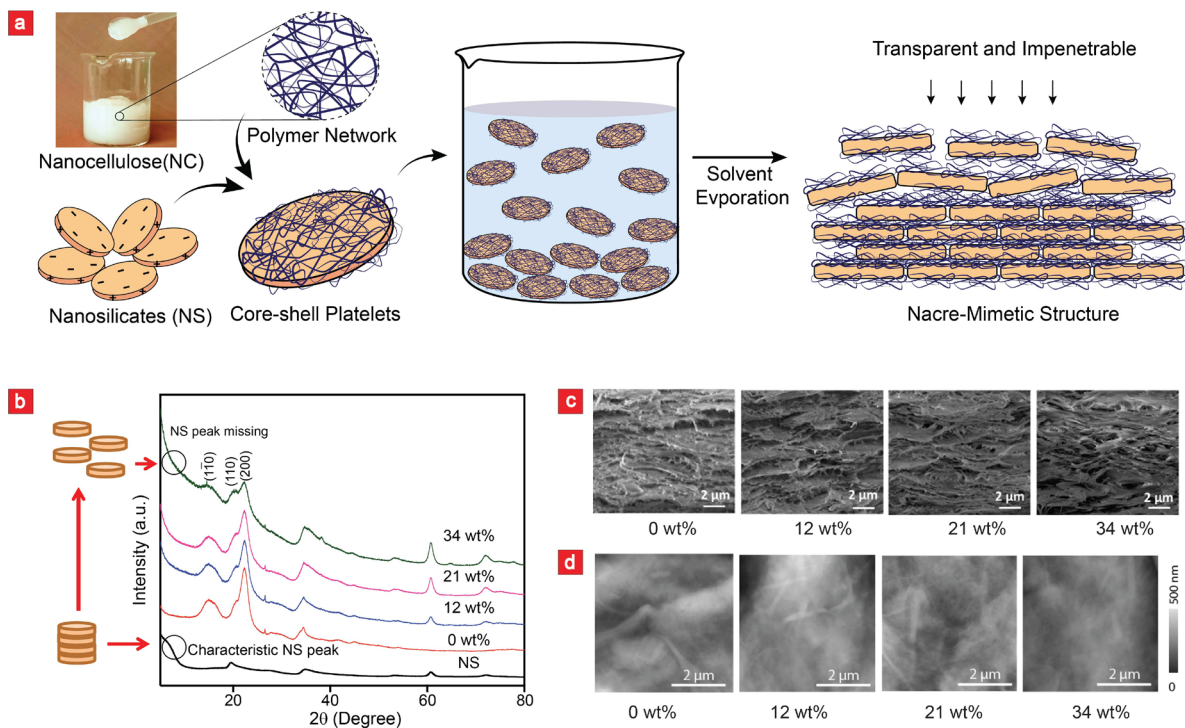 a
Nanocellulose(NC)
Polymer Network
Nanosilicates (NS)
Core-shell Platelets
Solvent
Evporation
Transparent and Impenetrable
Nacre-Mimetic Structure
b
NS peak missing
(1̄10)
(110)
(200)
34 wt%
21 wt%
12 wt%
0 wt%
Characteristic NS peak
NS
Intensity (a.u.)
20 40 60 80
2θ (Degree)
c
2 μm
2 μm
2 μm
2 μm
0 wt%
12 wt%
21 wt%
34 wt%
d
2 μm
2 μm
2 μm
2 μm
500 nm
0
0 wt%
12 wt%
21 wt%
34 wt%